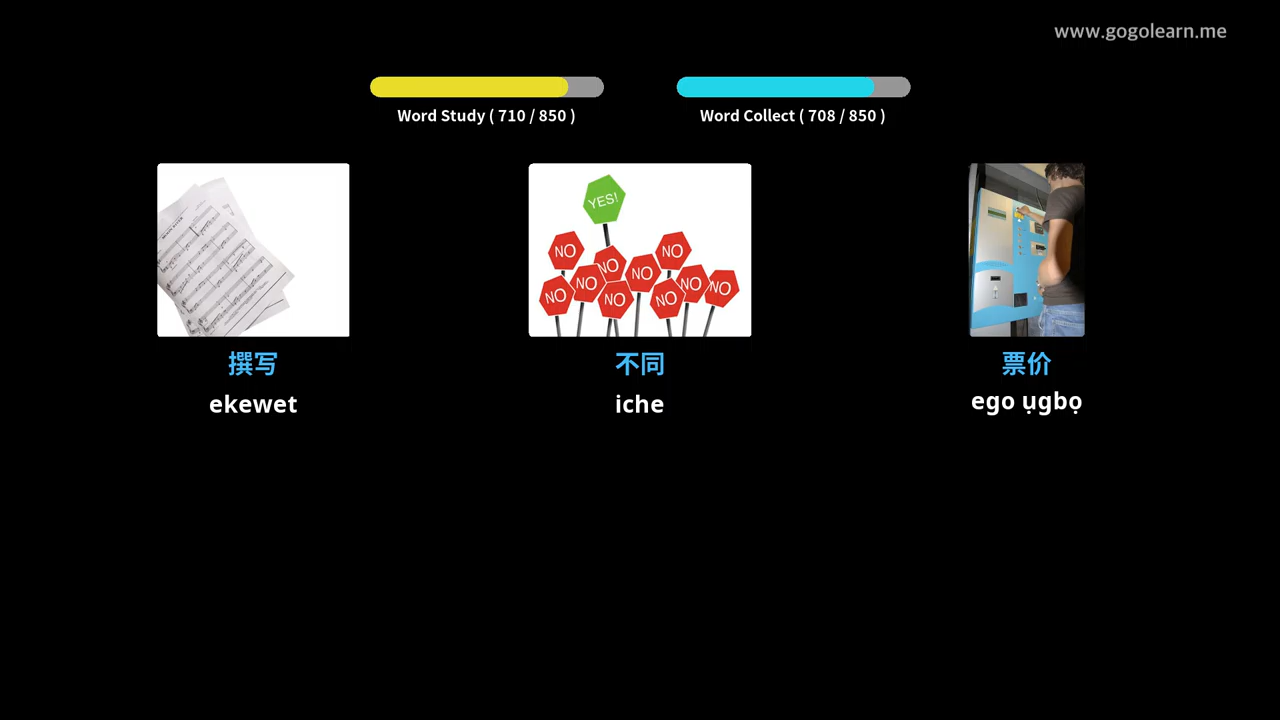 www.gogolearn.me
Word Study ( 710 / 850 )
Word Collect ( 708 / 850 )
YES!
NO
NO
NO
NO
NO
NO
NO
NO
NO
NO
撰写
不同
票价
ekewet
iche
ego ụgbọ